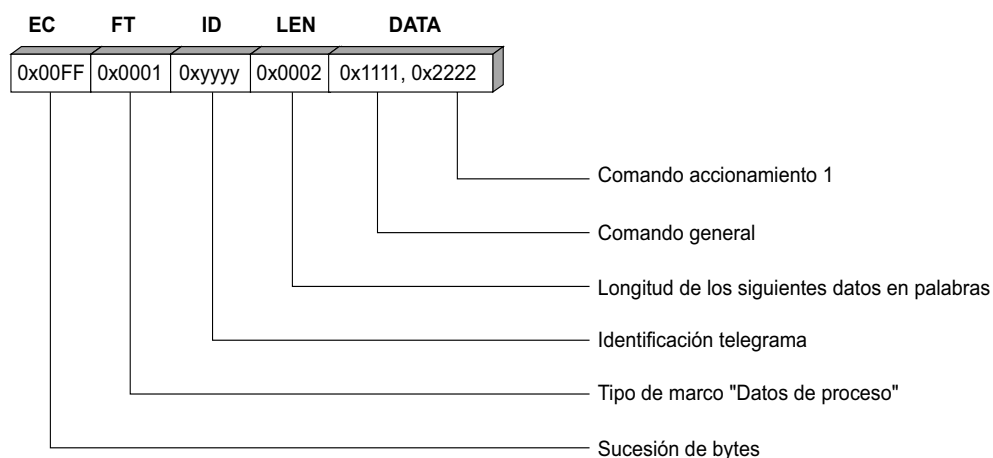 EC FT ID LEN DATA
0x00FF 0x0001 0xyyyy 0x0002 0x1111, 0x2222
Comando accionamiento 1
Comando general
Longitud de los siguientes datos en palabras
Identificación telegrama
Tipo de marco "Datos de proceso"
Sucesión de bytes